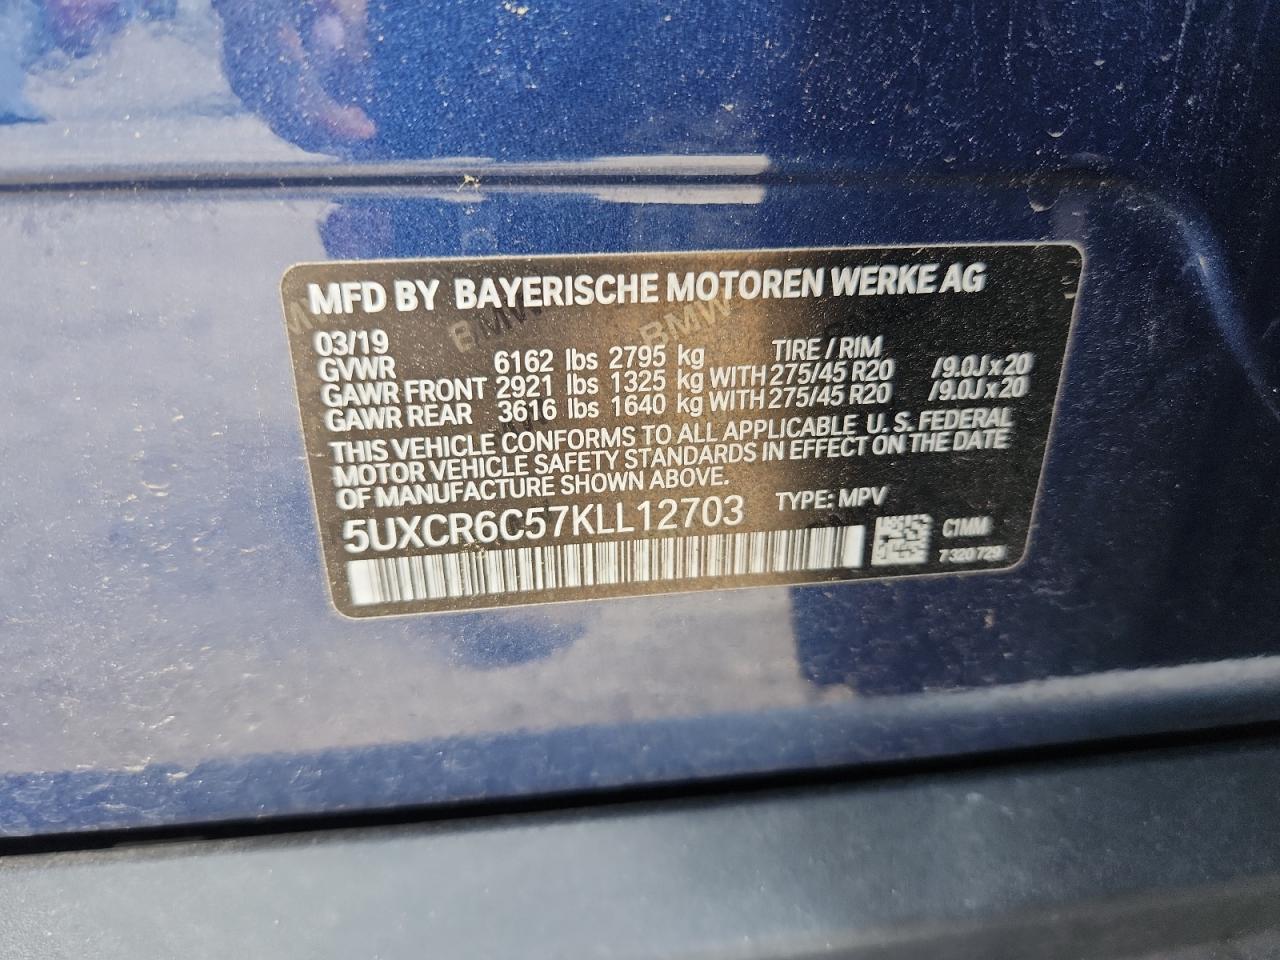 MFD BY BAYERISCHE MOTOREN WERKE AG
03/19
GVWR 6162 lbs 2795 kg TIRE / RIM
GAWR FRONT 2921 lbs 1325 kg WITH 275/45 R20 /9.0J x 20
GAWR REAR 3616 lbs 1640 kg WITH 275/45 R20 /9.0J x 20
THIS VEHICLE CONFORMS TO ALL APPLICABLE U.S. FEDERAL
MOTOR VEHICLE SAFETY STANDARDS IN EFFECT ON THE DATE
OF MANUFACTURE SHOWN ABOVE.
5UXCR6C57KLL12703 TYPE: MPV
C1MM
7 320 729
BMW
BMW